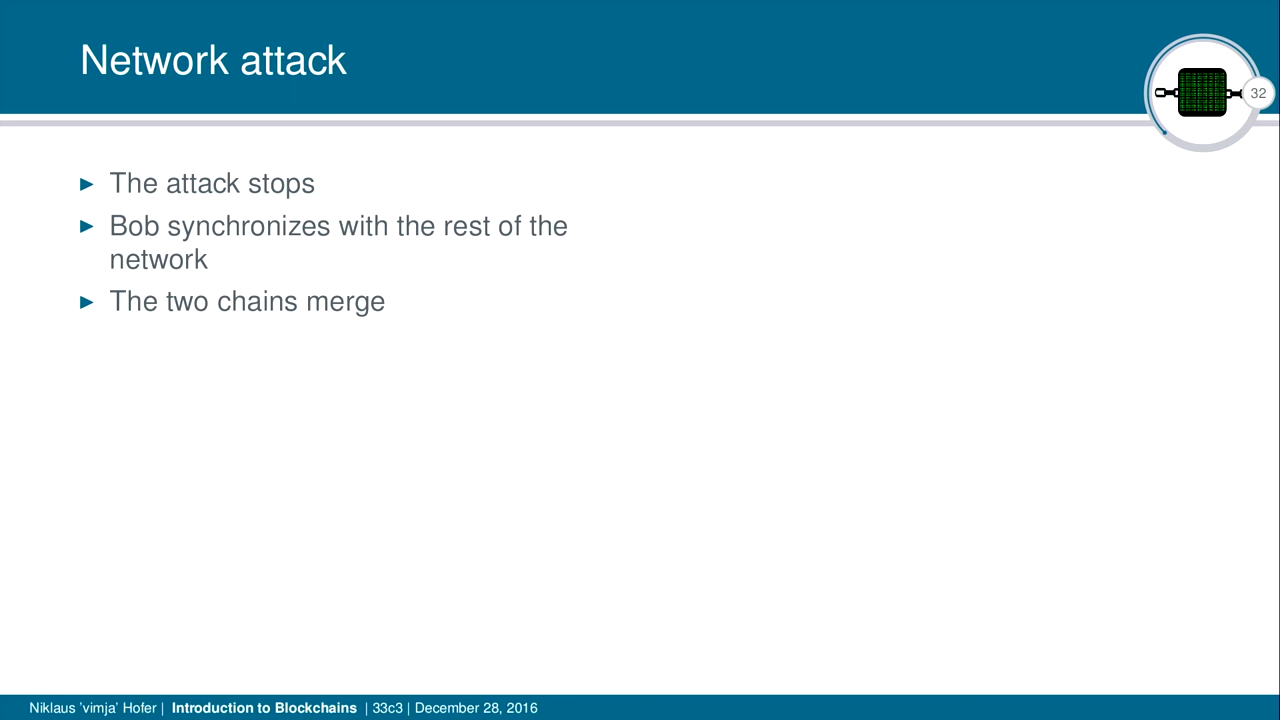 Network attack
32
The attack stops
Bob synchronizes with the rest of the
network
The two chains merge
Niklaus 'vimja' Hofer | Introduction to Blockchains | 33c3 | December 28, 2016